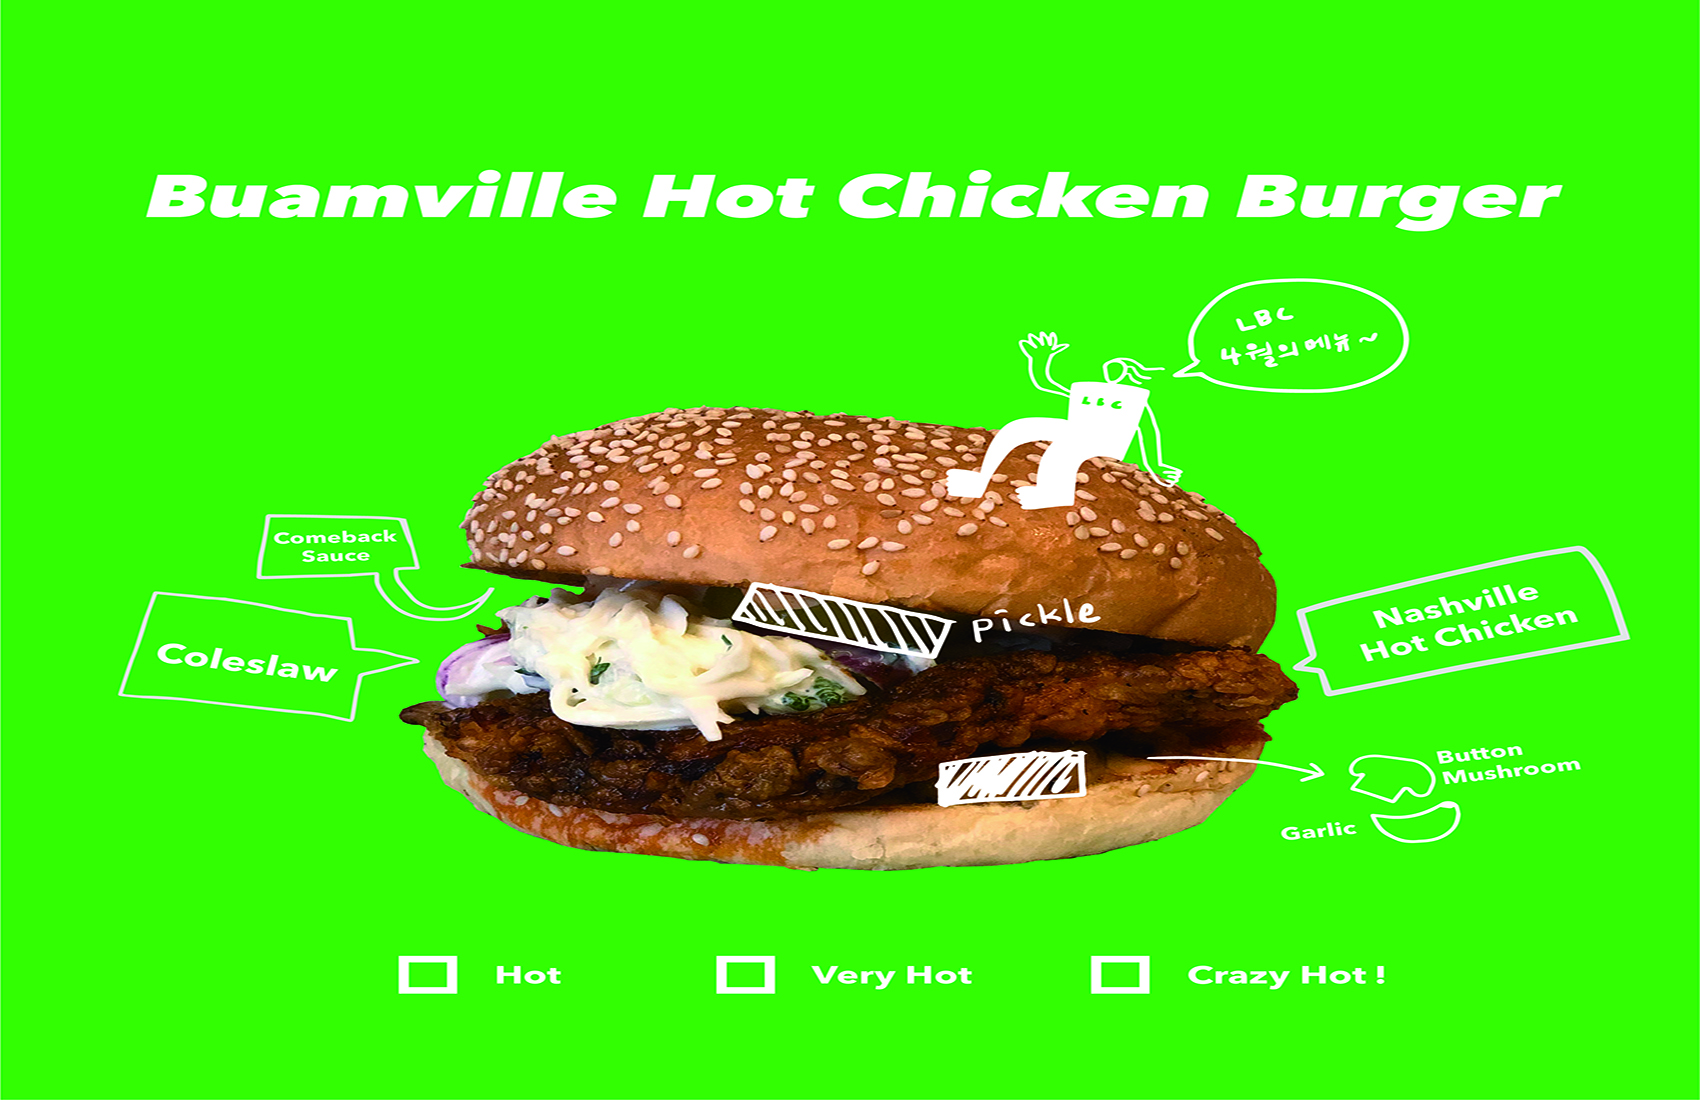 Buamville Hot Chicken Burger
LBC
4월의 메뉴~
LBC
Comeback
Sauce
pickle
Nashville
Hot Chicken
Coleslaw
Button
Mushroom
Garlic
Hot
Very Hot
Crazy Hot !